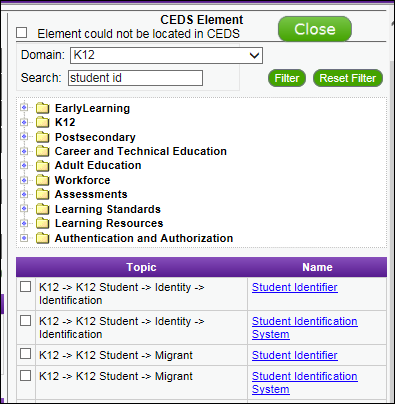 CEDS Element
Element could not be located in CEDS
Close
Domain: K12
Search: student id
Filter
Reset Filter
EarlyLearning
K12
Postsecondary
Career and Technical Education
Adult Education
Workforce
Assessments
Learning Standards
Learning Resources
Authentication and Authorization
Topic Name
K12 -> K12 Student -> Identity -> Student Identifier
Identification
K12 -> K12 Student -> Identity -> Student Identification
Identification System
K12 -> K12 Student -> Migrant Student Identifier
K12 -> K12 Student -> Migrant Student Identification
System